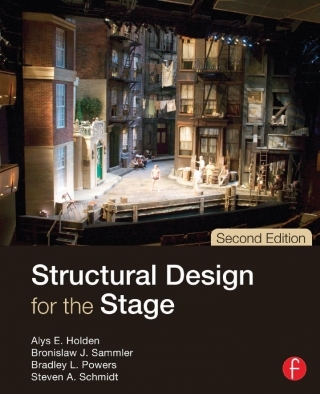 Second Edition
Structural Design
for the Stage
Alys E. Holden
Bronislaw J. Sammler
Bradley L. Powers
Steven A. Schmidt
f